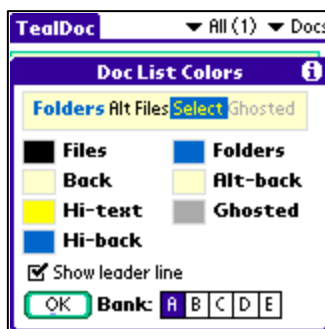 TealDoc All (1) Docs
Doc List Colors i
Folders Alt Files Select Ghosted
Files Folders
Back Alt-back
Hi-text Ghosted
Hi-back
Show leader line
OK Bank: A B C D E